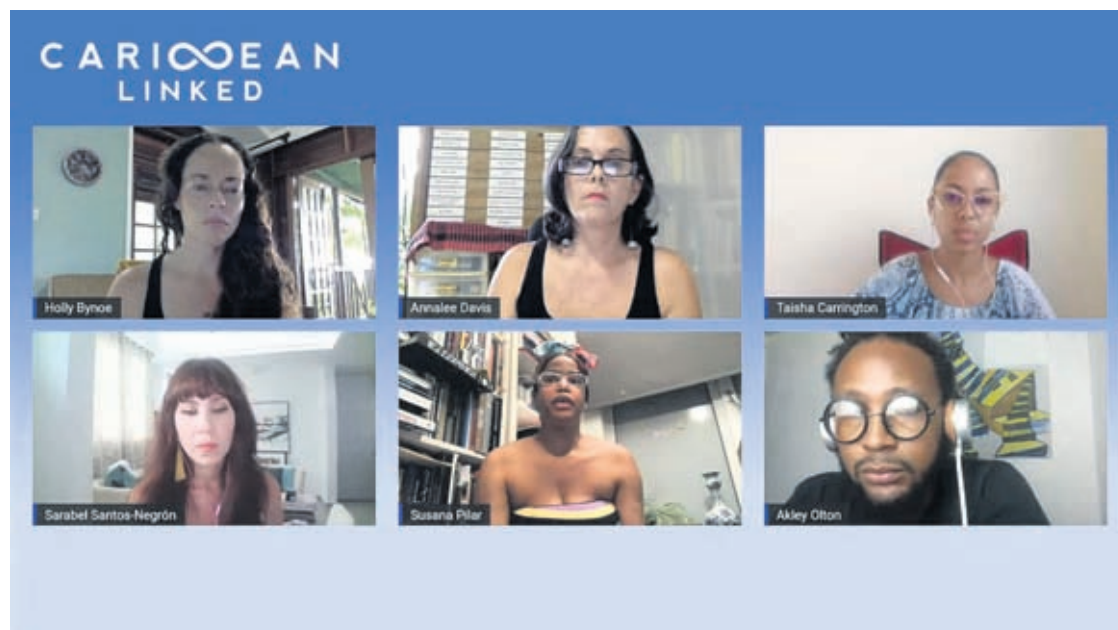 CARIBBEAN
LINKED
Holly Bynoe
Annalee Davis
Taisha Carrington
Sarabel Santos-Negrón
Susana Pilar
Akley Olton